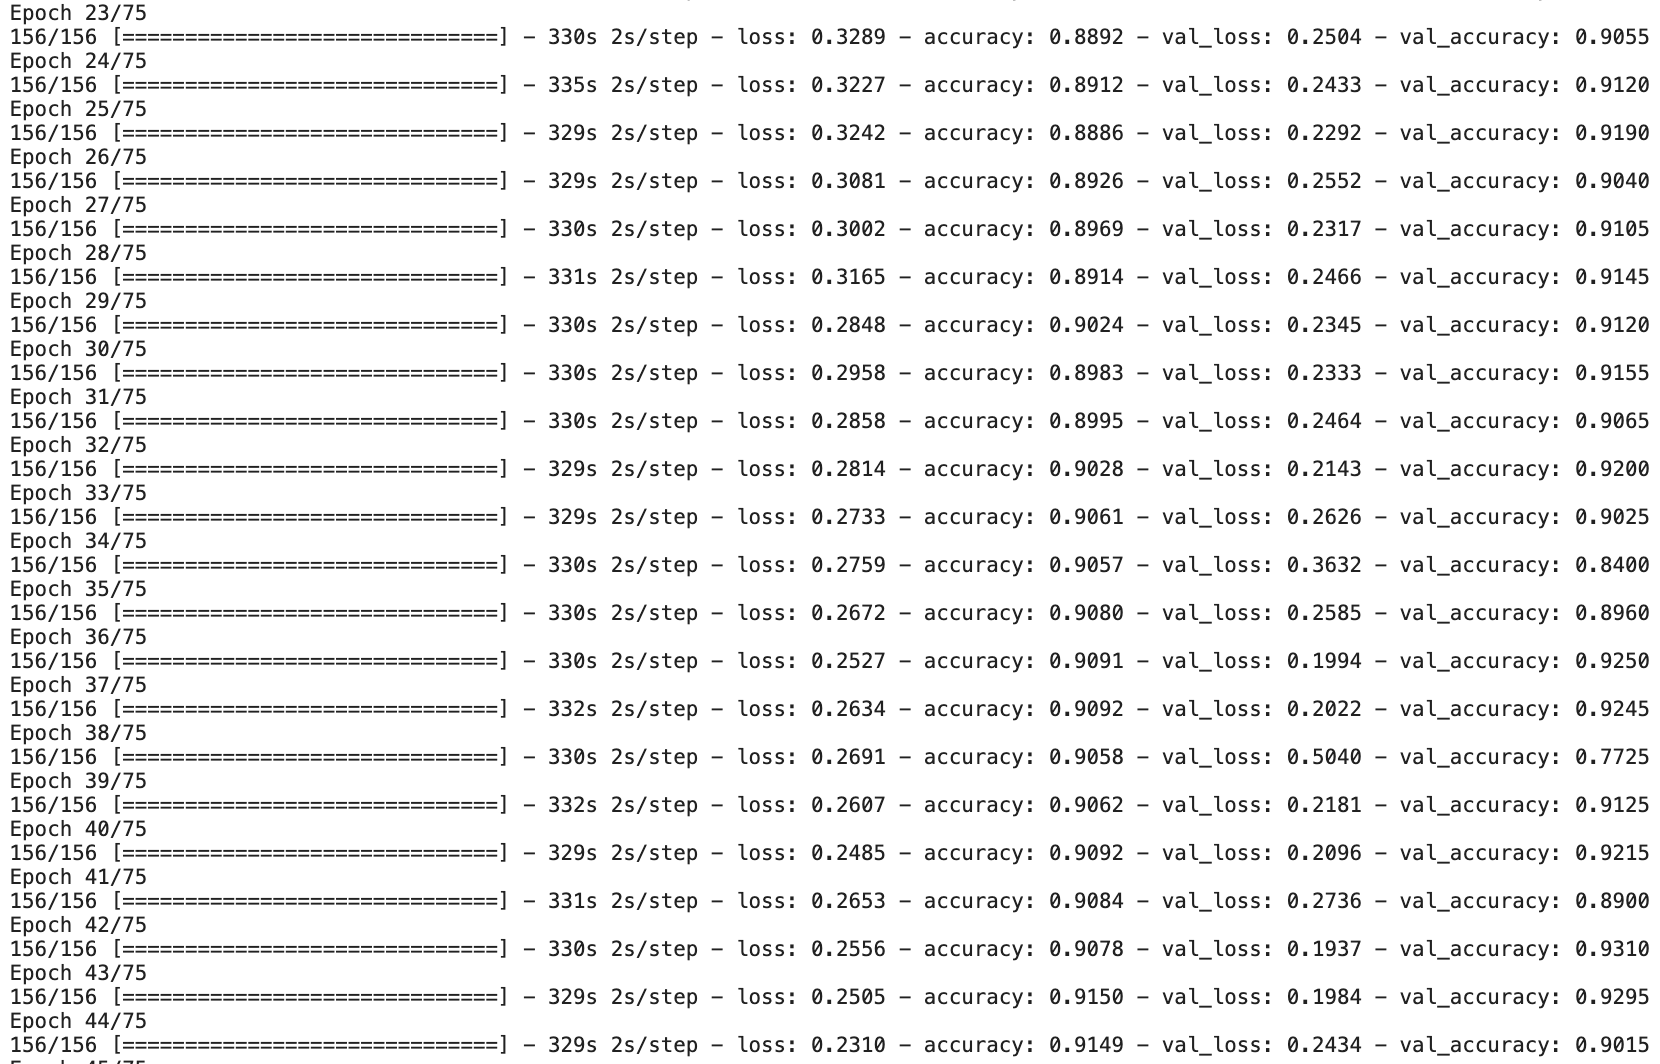 Epoch 23/75
156/156 [==============================] - 330s 2s/step - loss: 0.3289 - accuracy: 0.8892 - val_loss: 0.2504 - val_accuracy: 0.9055
Epoch 24/75
156/156 [==============================] - 335s 2s/step - loss: 0.3227 - accuracy: 0.8912 - val_loss: 0.2433 - val_accuracy: 0.9120
Epoch 25/75
156/156 [==============================] - 329s 2s/step - loss: 0.3242 - accuracy: 0.8886 - val_loss: 0.2292 - val_accuracy: 0.9190
Epoch 26/75
156/156 [==============================] - 329s 2s/step - loss: 0.3081 - accuracy: 0.8926 - val_loss: 0.2552 - val_accuracy: 0.9040
Epoch 27/75
156/156 [==============================] - 330s 2s/step - loss: 0.3002 - accuracy: 0.8969 - val_loss: 0.2317 - val_accuracy: 0.9105
Epoch 28/75
156/156 [==============================] - 331s 2s/step - loss: 0.3165 - accuracy: 0.8914 - val_loss: 0.2466 - val_accuracy: 0.9145
Epoch 29/75
156/156 [==============================] - 330s 2s/step - loss: 0.2848 - accuracy: 0.9024 - val_loss: 0.2345 - val_accuracy: 0.9120
Epoch 30/75
156/156 [==============================] - 330s 2s/step - loss: 0.2958 - accuracy: 0.8983 - val_loss: 0.2333 - val_accuracy: 0.9155
Epoch 31/75
156/156 [==============================] - 330s 2s/step - loss: 0.2858 - accuracy: 0.8995 - val_loss: 0.2464 - val_accuracy: 0.9065
Epoch 32/75
156/156 [==============================] - 329s 2s/step - loss: 0.2814 - accuracy: 0.9028 - val_loss: 0.2143 - val_accuracy: 0.9200
Epoch 33/75
156/156 [==============================] - 329s 2s/step - loss: 0.2733 - accuracy: 0.9061 - val_loss: 0.2626 - val_accuracy: 0.9025
Epoch 34/75
156/156 [==============================] - 330s 2s/step - loss: 0.2759 - accuracy: 0.9057 - val_loss: 0.3632 - val_accuracy: 0.8400
Epoch 35/75
156/156 [==============================] - 330s 2s/step - loss: 0.2672 - accuracy: 0.9080 - val_loss: 0.2585 - val_accuracy: 0.8960
Epoch 36/75
156/156 [==============================] - 330s 2s/step - loss: 0.2527 - accuracy: 0.9091 - val_loss: 0.1994 - val_accuracy: 0.9250
Epoch 37/75
156/156 [==============================] - 332s 2s/step - loss: 0.2634 - accuracy: 0.9092 - val_loss: 0.2022 - val_accuracy: 0.9245
Epoch 38/75
156/156 [==============================] - 330s 2s/step - loss: 0.2691 - accuracy: 0.9058 - val_loss: 0.5040 - val_accuracy: 0.7725
Epoch 39/75
156/156 [==============================] - 332s 2s/step - loss: 0.2607 - accuracy: 0.9062 - val_loss: 0.2181 - val_accuracy: 0.9125
Epoch 40/75
156/156 [==============================] - 329s 2s/step - loss: 0.2485 - accuracy: 0.9092 - val_loss: 0.2096 - val_accuracy: 0.9215
Epoch 41/75
156/156 [==============================] - 331s 2s/step - loss: 0.2653 - accuracy: 0.9084 - val_loss: 0.2736 - val_accuracy: 0.8900
Epoch 42/75
156/156 [==============================] - 330s 2s/step - loss: 0.2556 - accuracy: 0.9078 - val_loss: 0.1937 - val_accuracy: 0.9310
Epoch 43/75
156/156 [==============================] - 329s 2s/step - loss: 0.2505 - accuracy: 0.9150 - val_loss: 0.1984 - val_accuracy: 0.9295
Epoch 44/75
156/156 [==============================] - 329s 2s/step - loss: 0.2310 - accuracy: 0.9149 - val_loss: 0.2434 - val_accuracy: 0.9015